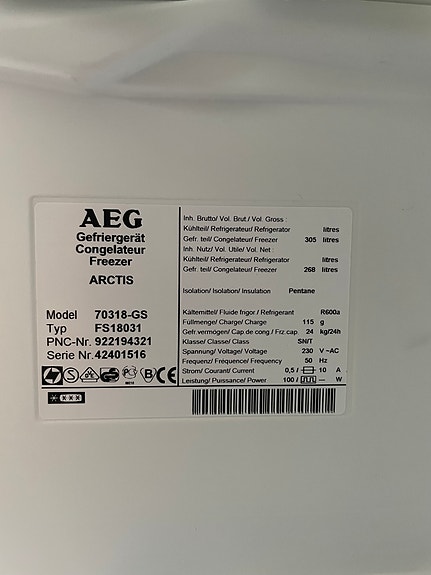 AEG
Gefriergerät
Congelateur
Freezer
ARCTIS
Model 70318-GS
Typ FS18031
PNC-Nr. 922194321
Serie Nr. 42401516
Inh. Brutto/ Vol. Brut / Vol. Gross :
Kühlteil/ Refrigerateur/ Refrigerator litres
Gefr. teil/ Congelateur/ Freezer 305 litres
Inh. Nutz/ Vol. Utile/ Vol. Net :
Kühlteil/ Refrigerateur/ Refrigerator litres
Gefr. teil/ Congelateur/ Freezer 268 litres
Isolation/ Isolation/ Insulation Pentane
Kältemittel/ Fluide frigor / Refrigerant R600a
Füllmenge/ Charge/ Charge 115 g
Gefr.vermögen/ Cap.de cong./ Frz.cap. 24 kg/24h
Klasse/ Classe/ Class SN/T
Spannung/ Voltage/ Voltage 230 V ~AC
Frequenz/ Frequency/ Frequency 50 Hz
Strom/ Courant/ Current 0,5 / 10 A
Leistung/ Puissance/ Power 100 / W